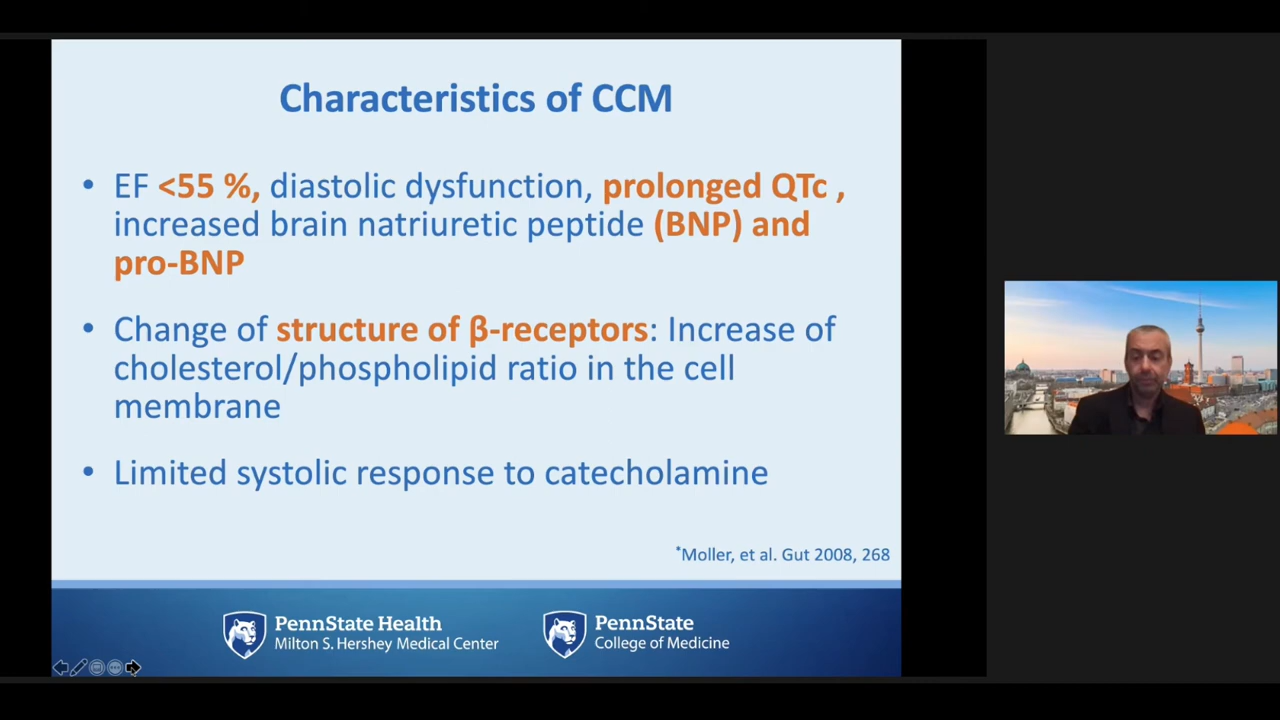 Characteristics of CCM
• EF <55 %, diastolic dysfunction, prolonged QTc ,
increased brain natriuretic peptide (BNP) and
pro-BNP
• Change of structure of β-receptors: Increase of
cholesterol/phospholipid ratio in the cell
membrane
• Limited systolic response to catecholamine
*Moller, et al. Gut 2008, 268
PennState Health
Milton S. Hershey Medical Center
PennState
College of Medicine